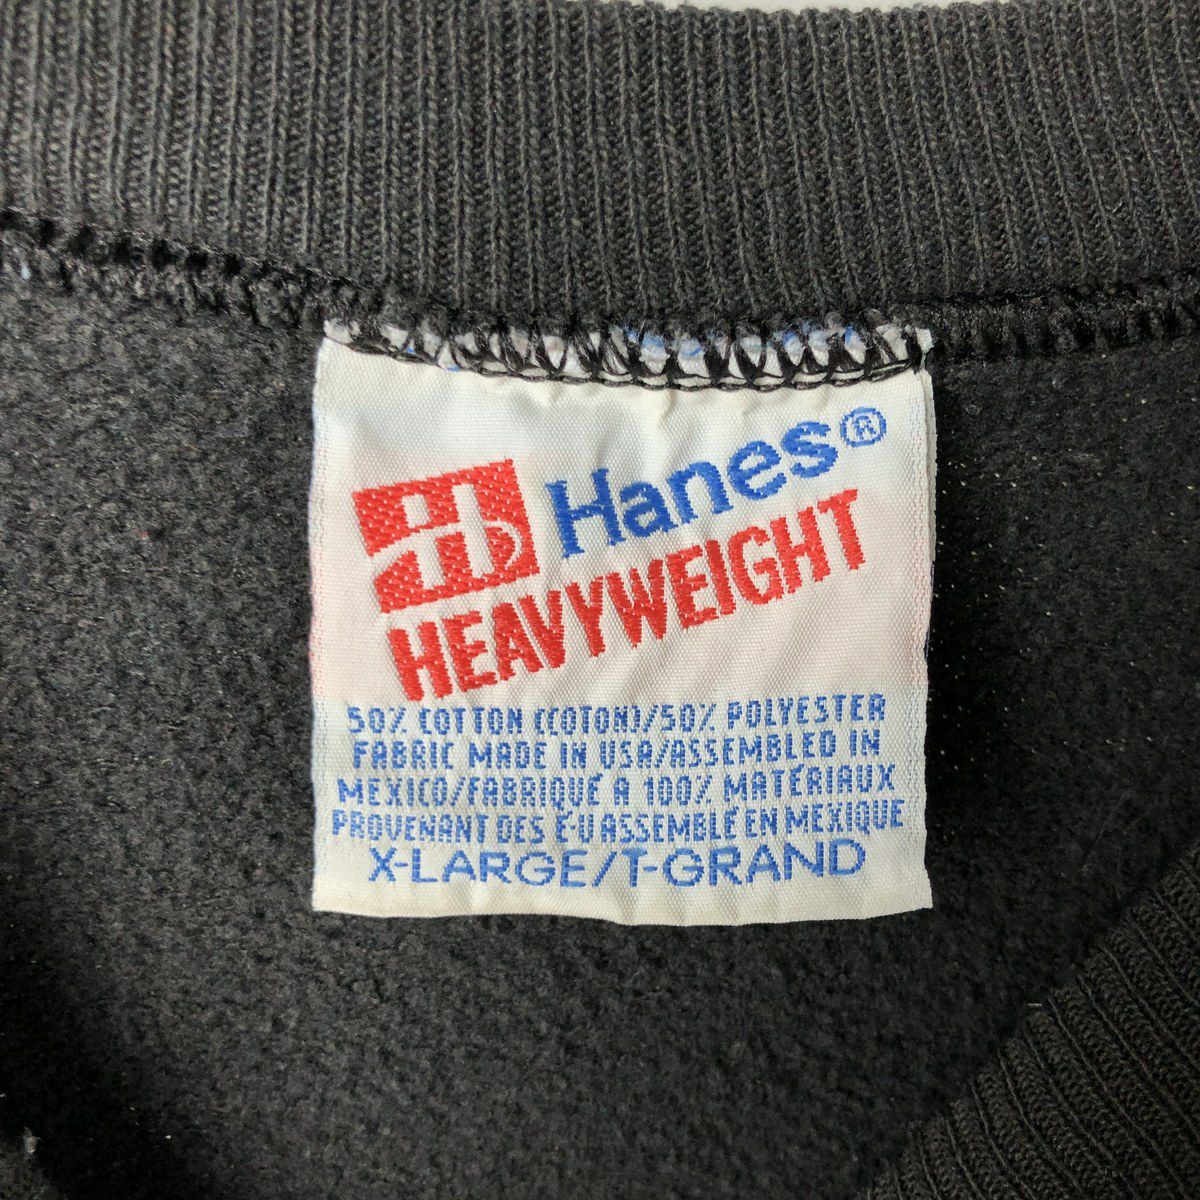 Hanes®
HEAVYWEIGHT
50% COTTON (COTON)/50% POLYESTER
FABRIC MADE IN USA/ASSEMBLED IN
MEXICO/FABRIQUÉ A 100% MATÉRIAUX
PROVENANT DES É-U ASSEMBLÉ EN MEXIQUE
X-LARGE/T-GRAND